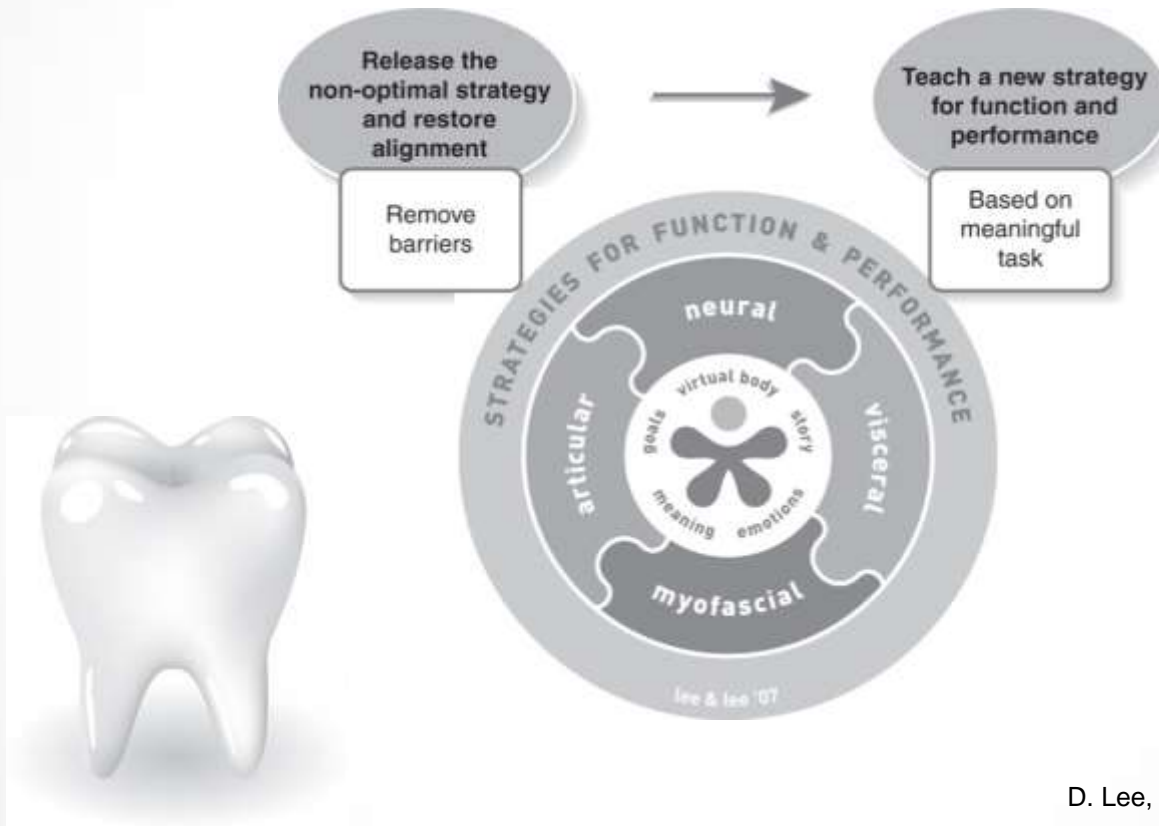 Release the
non-optimal strategy
and restore
alignment
Remove
barriers
Teach a new strategy
for function and
performance
Based on
meaningful
task
STRATEGIES FOR FUNCTION & PERFORMANCE
neural
articular
visceral
myofascial
virtual body
goals
story
meaning
emotions
lee & lee '07
D. Lee,